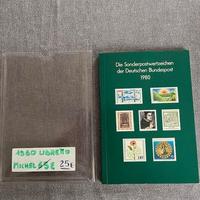 1980 LIBRETTO
MICHEL 65 £
25 £
Die Sonderpostwertzeichen
der Deutschen Bundespost
1980